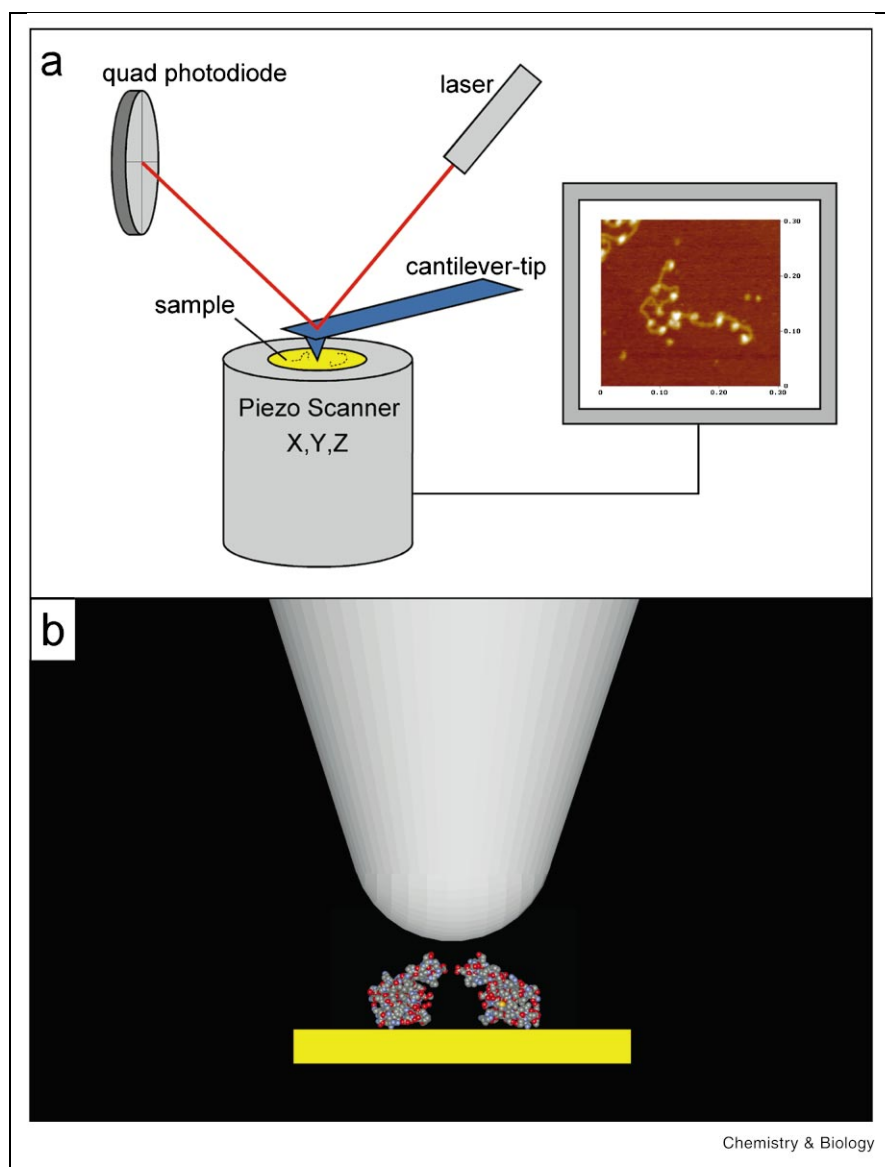 a
quad photodiode
laser
cantilever-tip
sample
Piezo Scanner
X,Y,Z
0.30
0.20
0.10
0
0
0.10
0.20
0.30
b
Chemistry & Biology